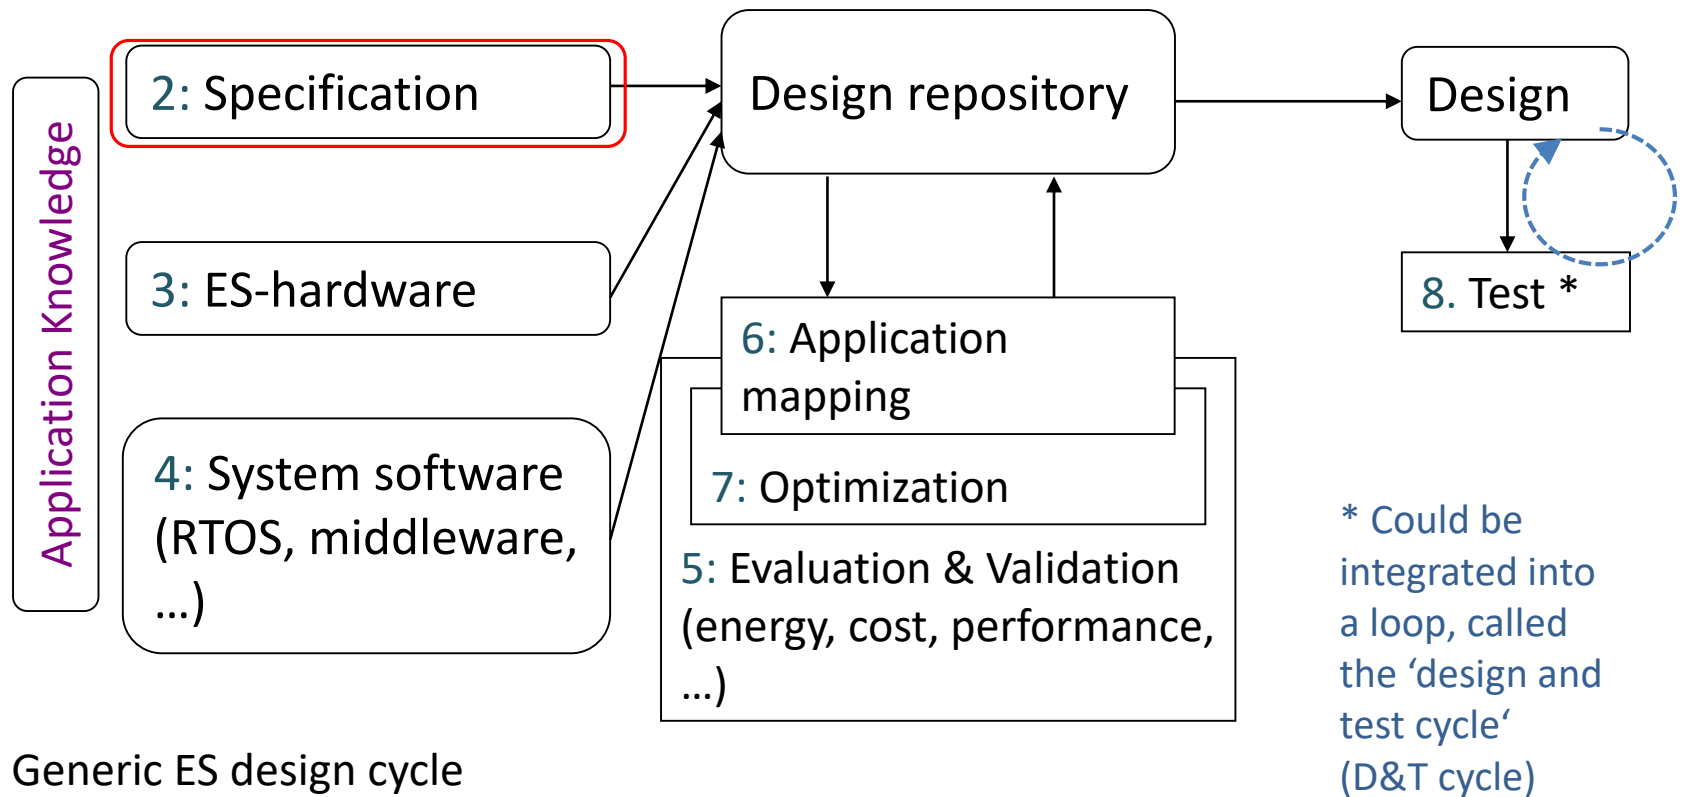 Application Knowledge
2: Specification
3: ES-hardware
4: System software
(RTOS, middleware,
…)
Design repository
6: Application
mapping
7: Optimization
5: Evaluation & Validation
(energy, cost, performance,
…)
Design
8. Test *
* Could be
integrated into
a loop, called
the ‘design and
test cycle‘
(D&T cycle)
Generic ES design cycle